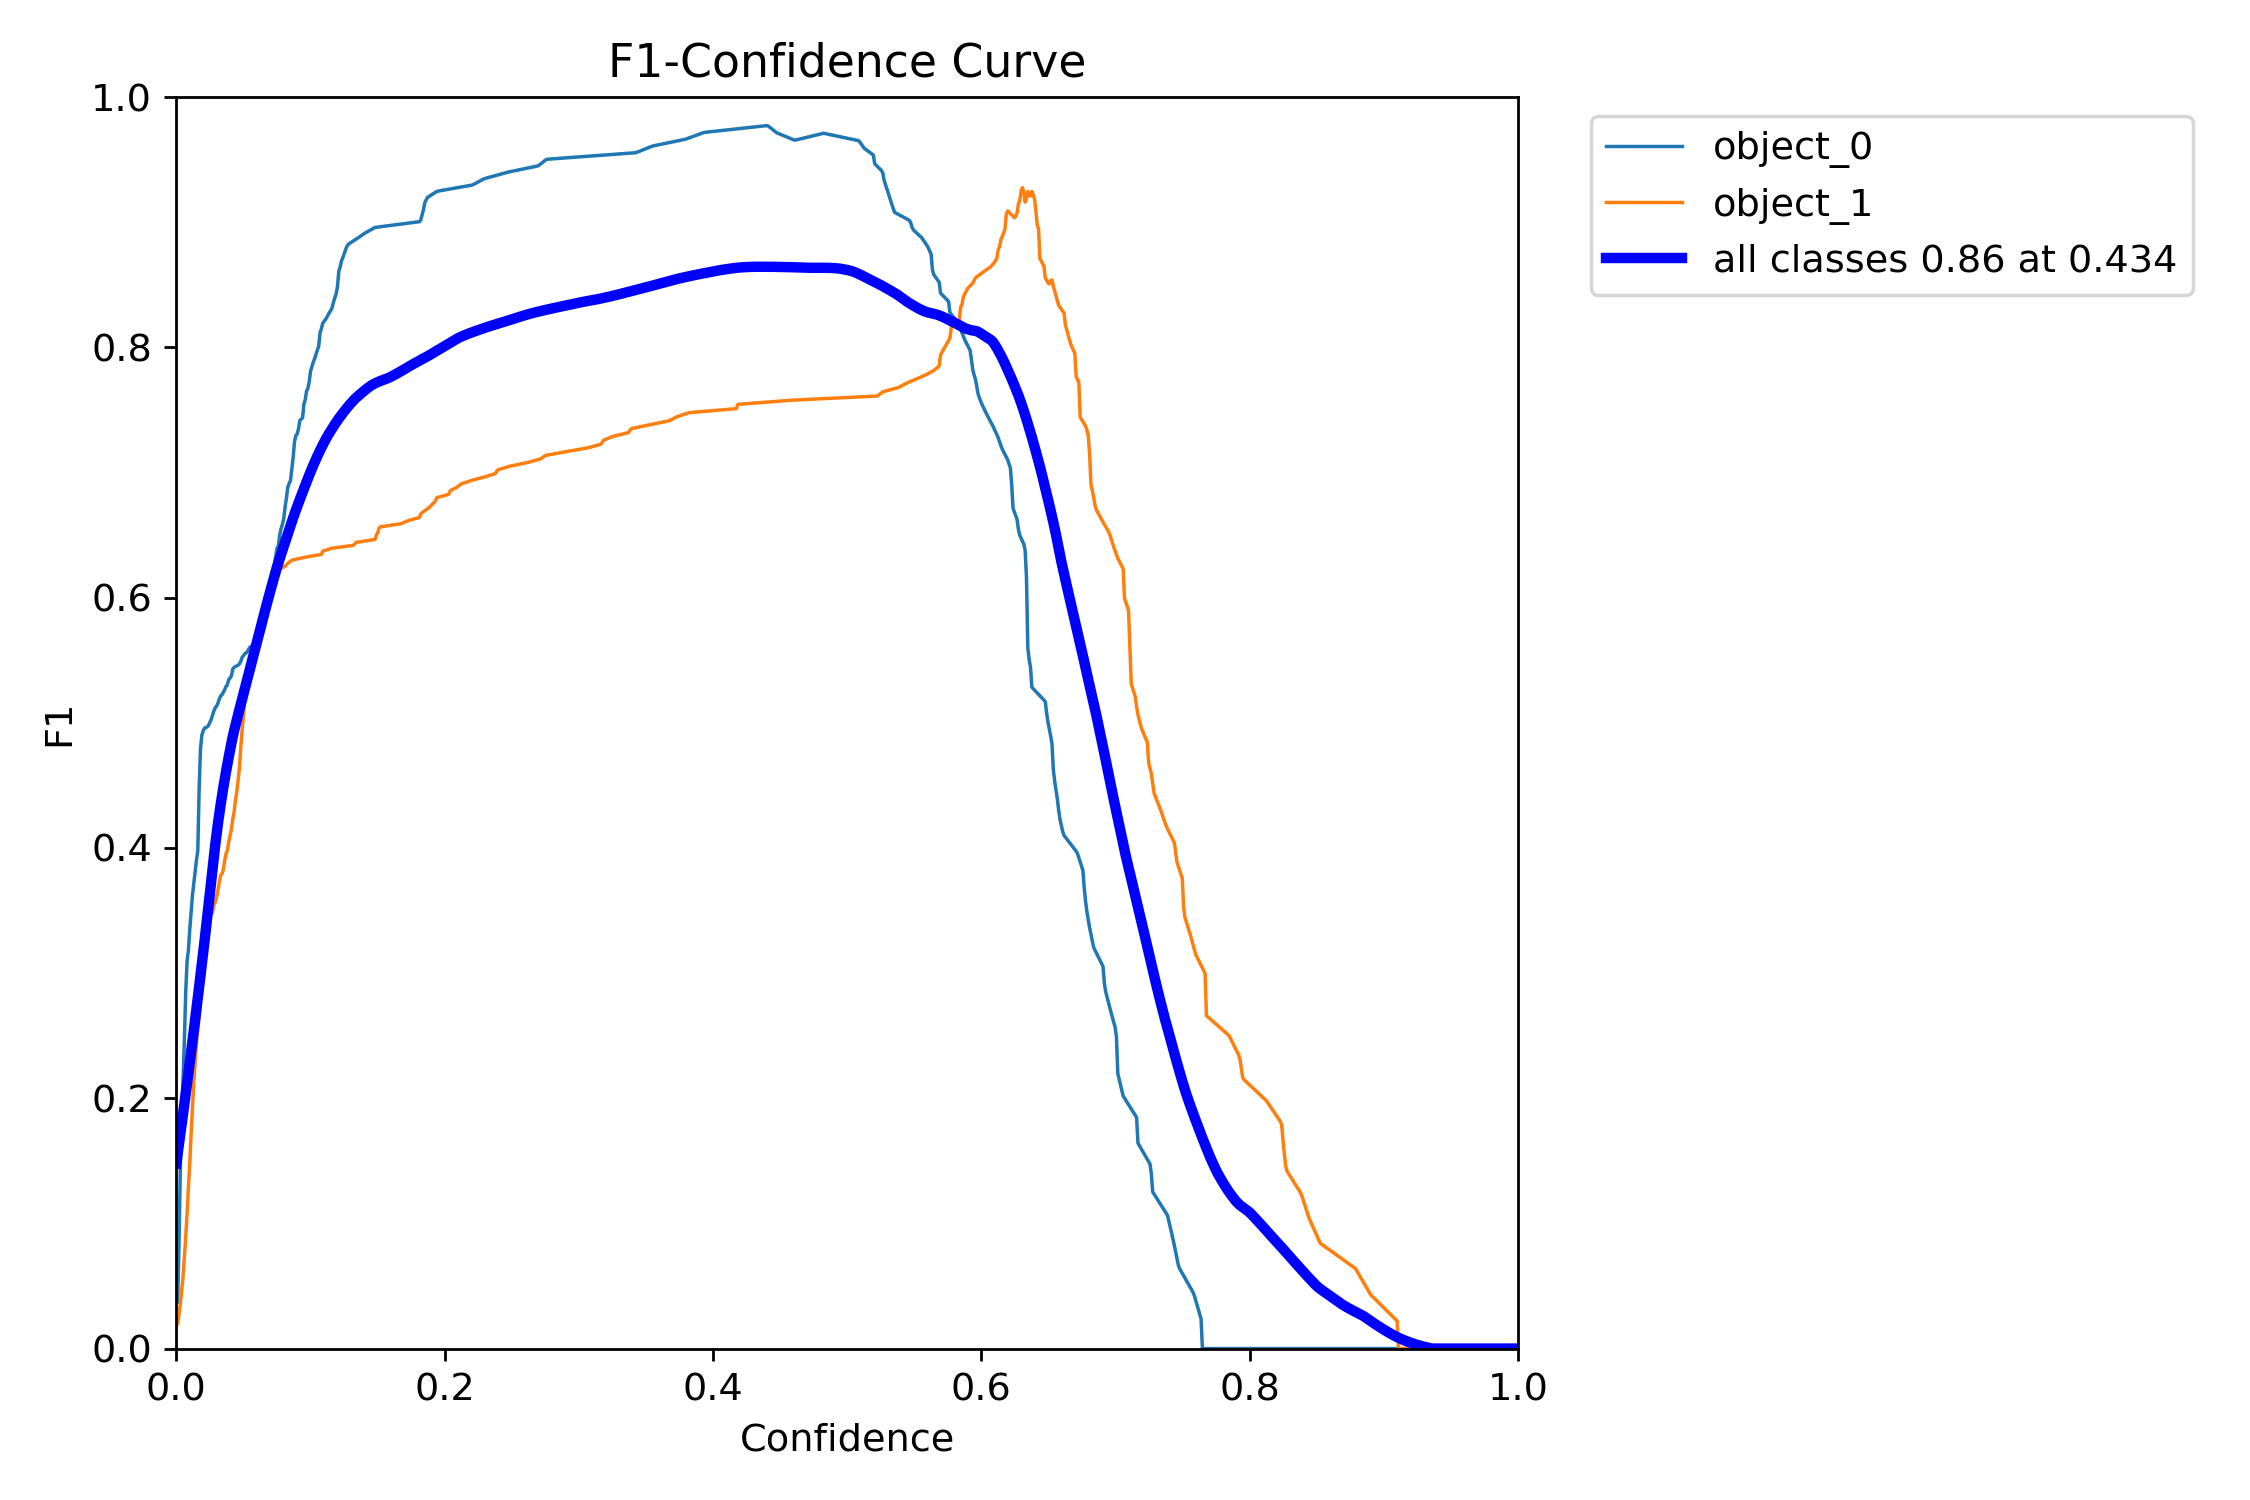 F1-Confidence Curve
1.0
0.8
0.6
0.4
0.2
0.0
F1
0.0 0.2 0.4 0.6 0.8 1.0
Confidence
object_0
object_1
all classes 0.86 at 0.434